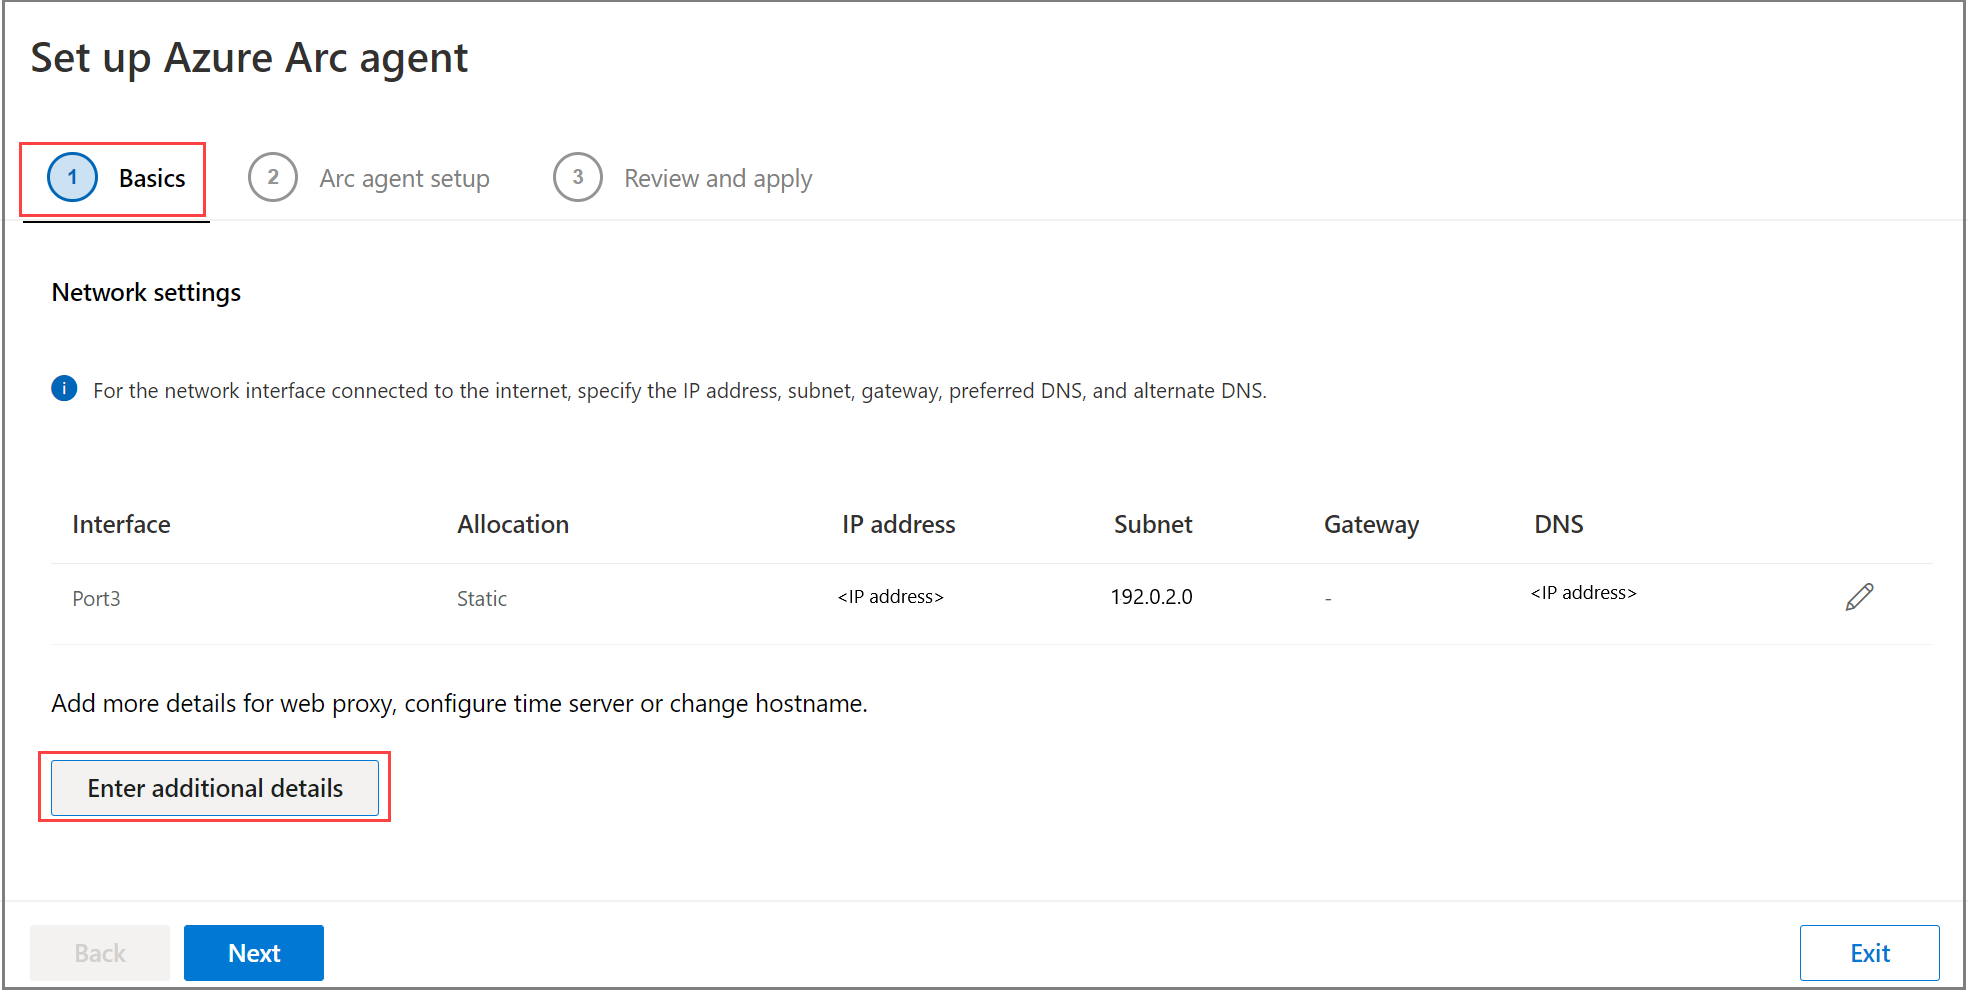 Set up Azure Arc agent
1 Basics 2 Arc agent setup 3 Review and apply
Network settings
i For the network interface connected to the internet, specify the IP address, subnet, gateway, preferred DNS, and alternate DNS.
Interface Allocation IP address Subnet Gateway DNS
Port3 Static <IP address> 192.0.2.0 - <IP address>
Add more details for web proxy, configure time server or change hostname.
Enter additional details
Back Next Exit